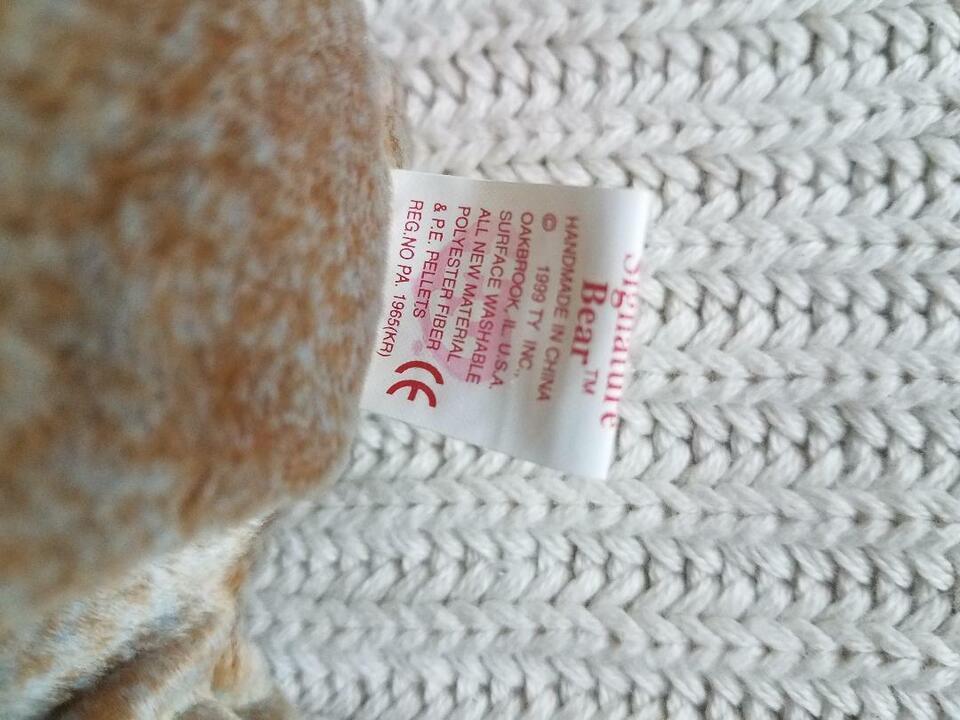 Signature
Bear™
HANDMADE IN CHINA
© 1999 TY INC.,
OAKBROOK, IL U.S.A.
SURFACE WASHABLE
ALL NEW MATERIAL
POLYESTER FIBER
& P.E. PELLETS
REG.NO PA. 1965(KR)
CE